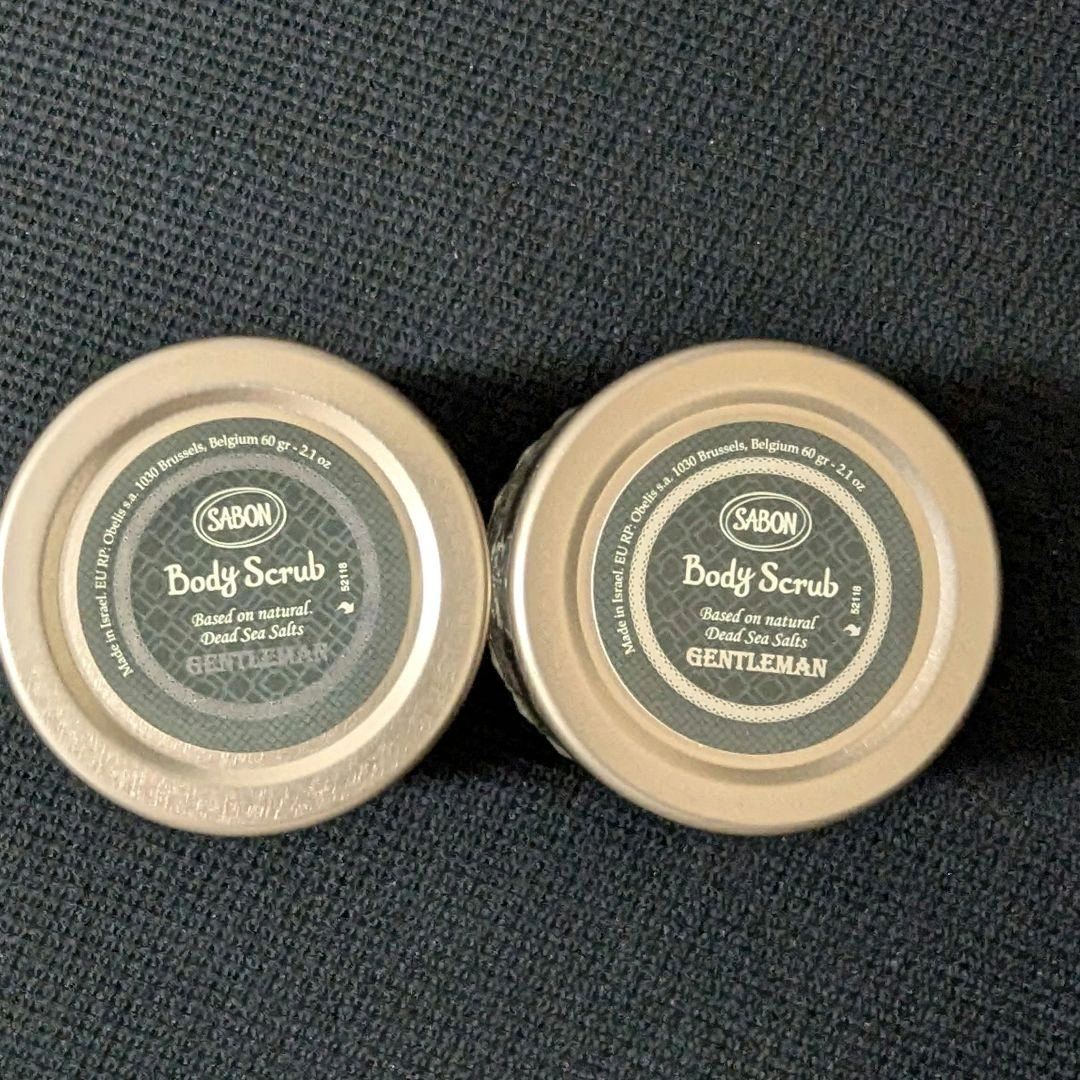 Made in Israel. EU RP: Obelis s.a. 1030 Brussels, Belgium 60 gr - 2.1 oz
SABON
Body Scrub
Based on natural
Dead Sea Salts
GENTLEMAN
52118
Made in Israel. EU RP: Obelis s.a. 1030 Brussels, Belgium 60 gr - 2.1 oz
SABON
Body Scrub
Based on natural
Dead Sea Salts
GENTLEMAN
52118